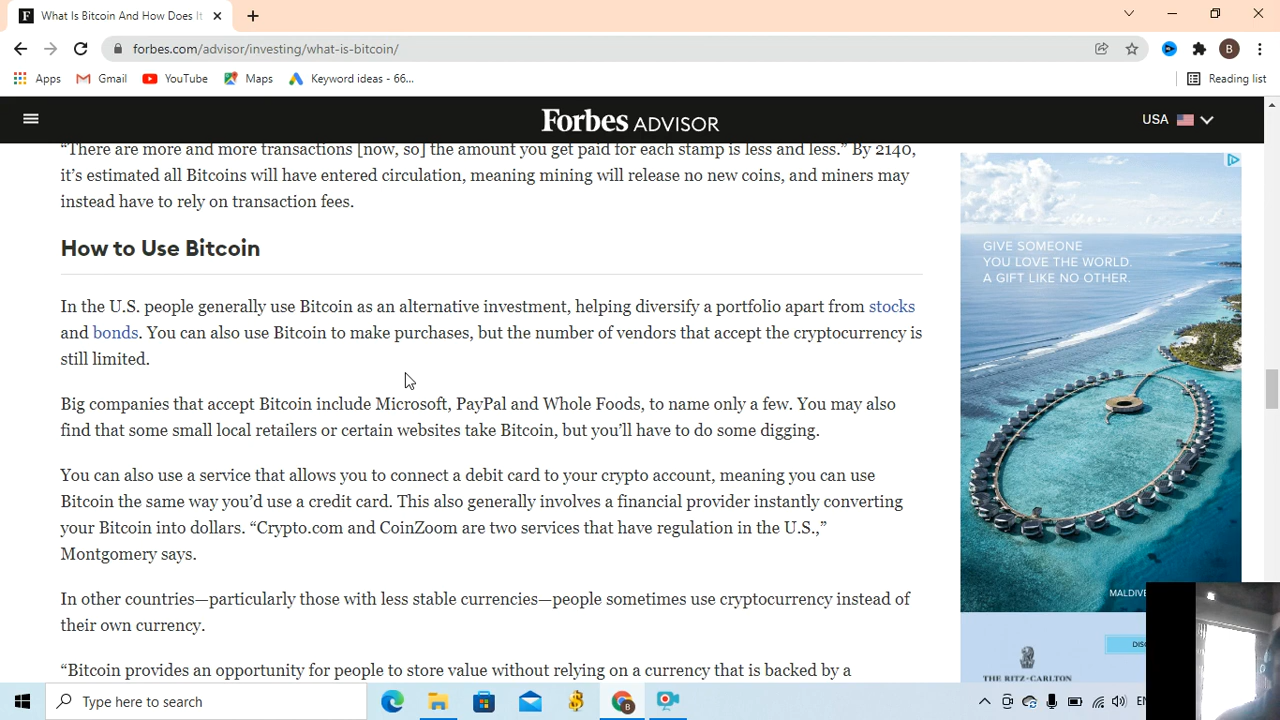 What Is Bitcoin And How Does It
forbes.com/advisor/investing/what-is-bitcoin/
B
Apps
Gmail
YouTube
Maps
Keyword ideas - 66...
Reading list
Forbes ADVISOR
USA
“There are more and more transactions [now, so] the amount you get paid for each stamp is less and less.” By 2140,
it’s estimated all Bitcoins will have entered circulation, meaning mining will release no new coins, and miners may
instead have to rely on transaction fees.
How to Use Bitcoin
In the U.S. people generally use Bitcoin as an alternative investment, helping diversify a portfolio apart from stocks
and bonds. You can also use Bitcoin to make purchases, but the number of vendors that accept the cryptocurrency is
still limited.
Big companies that accept Bitcoin include Microsoft, PayPal and Whole Foods, to name only a few. You may also
find that some small local retailers or certain websites take Bitcoin, but you’ll have to do some digging.
You can also use a service that allows you to connect a debit card to your crypto account, meaning you can use
Bitcoin the same way you’d use a credit card. This also generally involves a financial provider instantly converting
your Bitcoin into dollars. “Crypto.com and CoinZoom are two services that have regulation in the U.S.,”
Montgomery says.
In other countries—particularly those with less stable currencies—people sometimes use cryptocurrency instead of
their own currency.
“Bitcoin provides an opportunity for people to store value without relying on a currency that is backed by a
GIVE SOMEONE
YOU LOVE THE WORLD.
A GIFT LIKE NO OTHER.
MALDIVE
DISC
THE RITZ-CARLTON
Type here to search